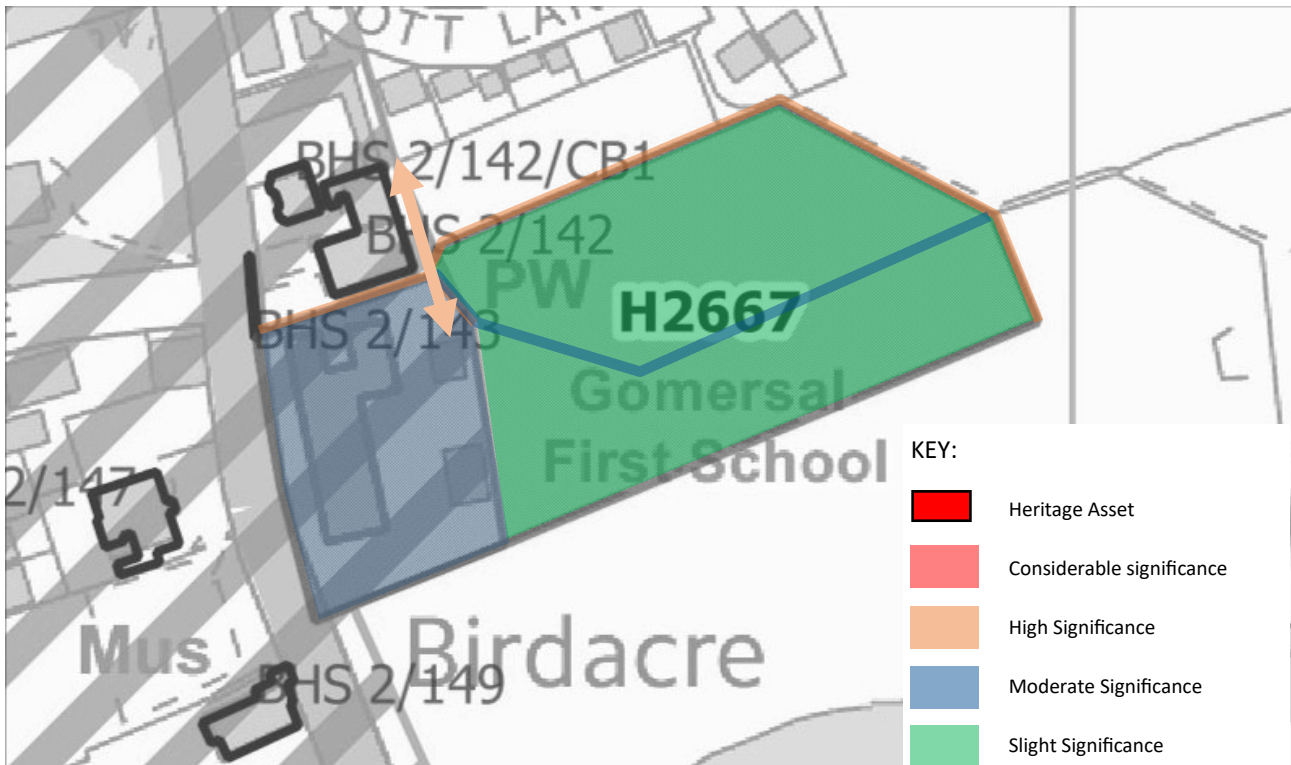 OTT LAN
BHS 2/142/CB1
BHS 2/142
PW
H2667
BHS 2/143
Gomersal
First School
2/147
Mus
Birdacre
BHS 2/149
KEY:
Heritage Asset
Considerable significance
High Significance
Moderate Significance
Slight Significance